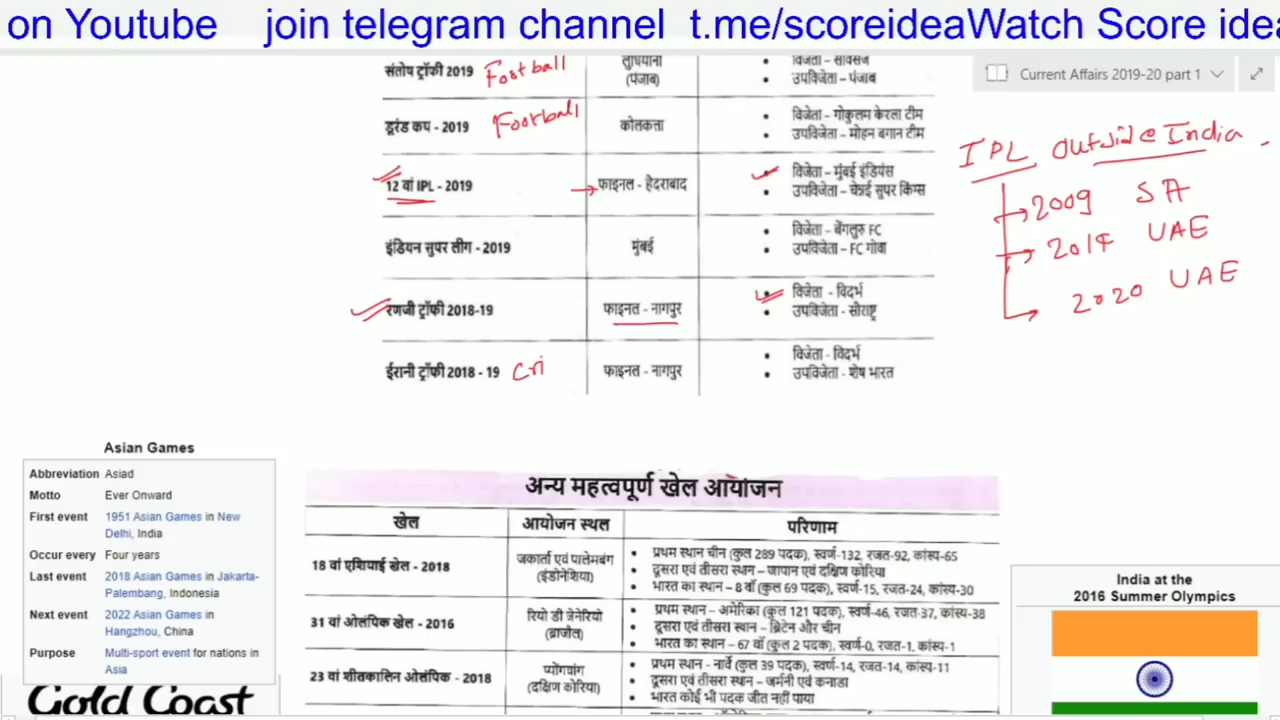 on Youtube join telegram channel t.me/scoreideaWatch Score idea
Current Affairs 2019-20 part 1
संतोष ट्रॉफी 2019 Football
लुधियाना
(पंजाब)
विजेता - सर्विसेज
उपविजेता - पंजाब
डूरंड कप - 2019 Football
कोलकत्ता
विजेता - गोकुलम केरला टीम
उपविजेता - मोहन बगान टीम
12 वां IPL - 2019
फाइनल - हैदराबाद
विजेता - मुंबई इंडियंस
उपविजेता - चेन्नई सुपर किंग्स
इंडियन सुपर लीग - 2019
मुंबई
विजेता - बेंगलुरु FC
उपविजेता - FC गोवा
रणजी ट्रॉफी 2018-19
फाइनल - नागपुर
विजेता - विदर्भ
उपविजेता - सौराष्ट्र
ईरानी ट्रॉफी 2018 - 19 Cri
फाइनल - नागपुर
विजेता - विदर्भ
उपविजेता - शेष भारत
IPL outside India
2009 SA
2014 UAE
2020 UAE
Asian Games
Abbreviation Asiad
Motto Ever Onward
First event 1951 Asian Games in New
Delhi, India
Occur every Four years
Last event 2018 Asian Games in Jakarta-
Palembang, Indonesia
Next event 2022 Asian Games in
Hangzhou, China
Purpose Multi-sport event for nations in
Asia
Gold Coast
अन्य महत्वपूर्ण खेल आयोजन
खेल आयोजन स्थल परिणाम
18 वां एशियाई खेल - 2018
जकार्ता एवं पालेमबंग
(इंडोनेशिया)
प्रथम स्थान चीन (कुल 289 पदक), स्वर्ण-132, रजत-92, कांस्य-65
दूसरा एवं तीसरा स्थान - जापान एवं दक्षिण कोरिया
भारत का स्थान - 8 वॉ (कुल 69 पदक), स्वर्ण-15, रजत-24, कांस्य-30
31 वां ओलंपिक खेल - 2016
रियो डी जेनेरियो
(ब्राजील)
प्रथम स्थान - अमेरिका (कुल 121 पदक), स्वर्ण-46, रजत-37, कांस्य-38
दूसरा एवं तीसरा स्थान - ब्रिटेन और चीन
भारत का स्थान - 67 वॉ (कुल 2 पदक), स्वर्ण-0, रजत-1, कांस्य-1
23 वां शीतकालिन ओलंपिक - 2018
प्योंगचांग
(दक्षिण कोरिया)
प्रथम स्थान - नार्वे (कुल 39 पदक), स्वर्ण-14, रजत-14, कांस्य-11
दूसरा एवं तीसरा स्थान - जर्मनी एवं कनाडा
भारत कोई भी पदक जीत नहीं पाया
India at the
2016 Summer Olympics